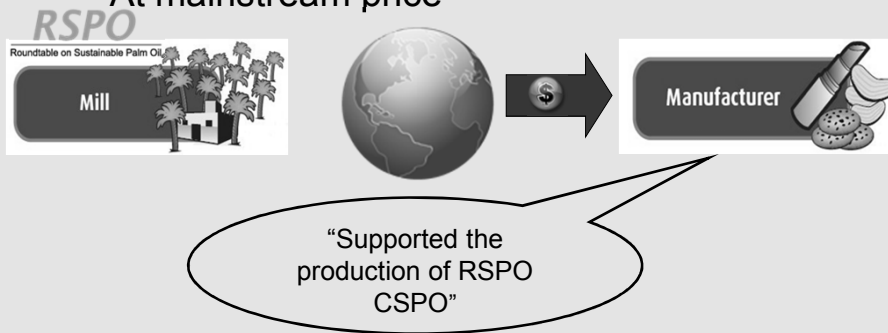 At mainstream price
RSPO
Roundtable on Sustainable Palm Oil
Mill
$
Manufacturer
“Supported the
production of RSPO
CSPO”